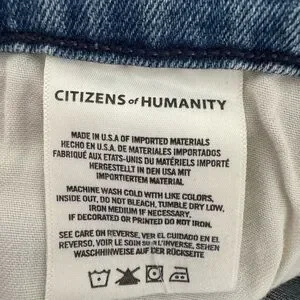 CITIZENS of HUMANITY
MADE IN U.S.A OF IMPORTED MATERIALS
HECHO EN U.S.A. DE MATERIALES IMPORTADOS
FABRIQUÉ AUX ETATS-UNIS DU MATÉRIELS IMPORTÉ
HERGESTELLT IN DEN USA MIT
IMPORTIERTEM MATERIAL
MACHINE WASH COLD WITH LIKE COLORS,
INSIDE OUT, DO NOT BLEACH, TUMBLE DRY LOW,
IRON MEDIUM IF NECESSARY.
IF DECORATED OR PRINTED DO NOT IRON.
SEE CARE ON REVERSE, VER EL CUIDADO EN EL
REVERSO, VOIR LE SOIN SUR L'INVERSE, SEHEN
WASCHHINWEISE AUF DER RÜCKSEITE